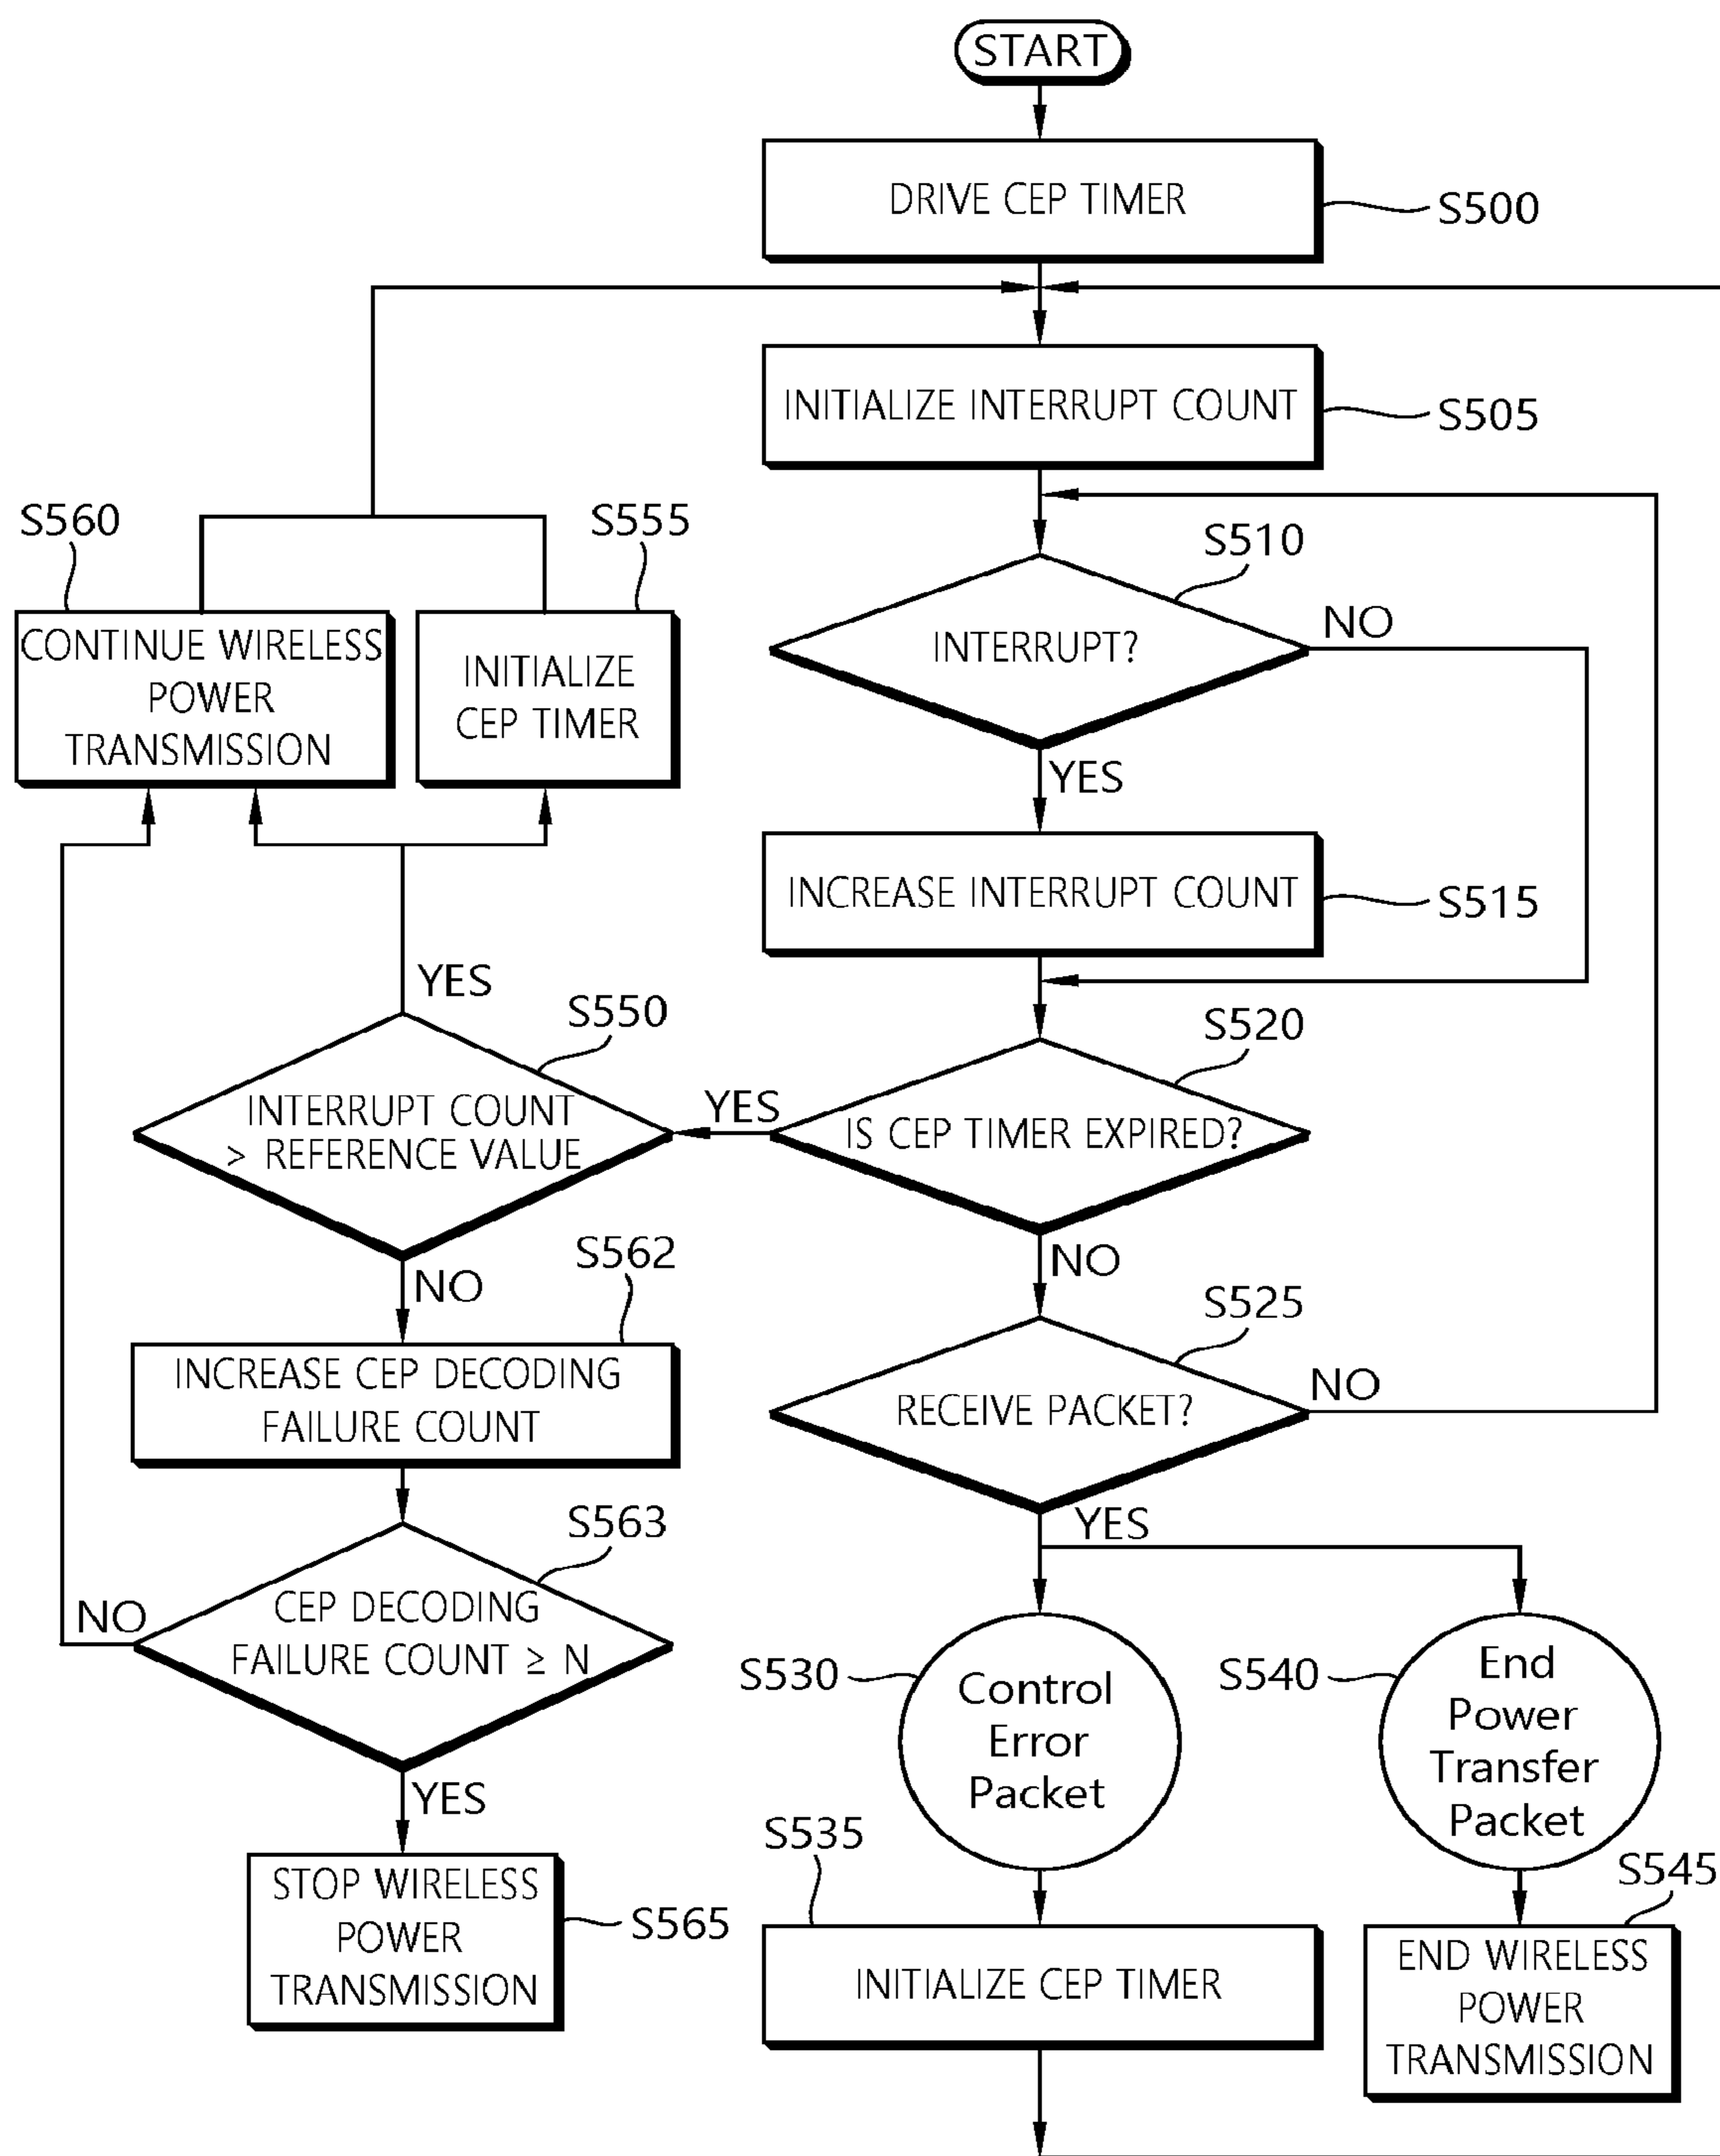 START
DRIVE CEP TIMER
S500
INITIALIZE INTERRUPT COUNT
S505
S560
S555
S510
CONTINUE WIRELESS
POWER
TRANSMISSION
INITIALIZE
CEP TIMER
INTERRUPT?
NO
YES
INCREASE INTERRUPT COUNT
S515
YES
S550
S520
INTERRUPT COUNT
> REFERENCE VALUE
YES
IS CEP TIMER EXPIRED?
NO
S562
NO
S525
INCREASE CEP DECODING
FAILURE COUNT
RECEIVE PACKET?
NO
YES
S563
CEP DECODING
FAILURE COUNT ≥ N
NO
YES
S530
Control
Error
Packet
S540
End
Power
Transfer
Packet
STOP WIRELESS
POWER
TRANSMISSION
S565
S535
INITIALIZE CEP TIMER
S545
END WIRELESS
POWER
TRANSMISSION